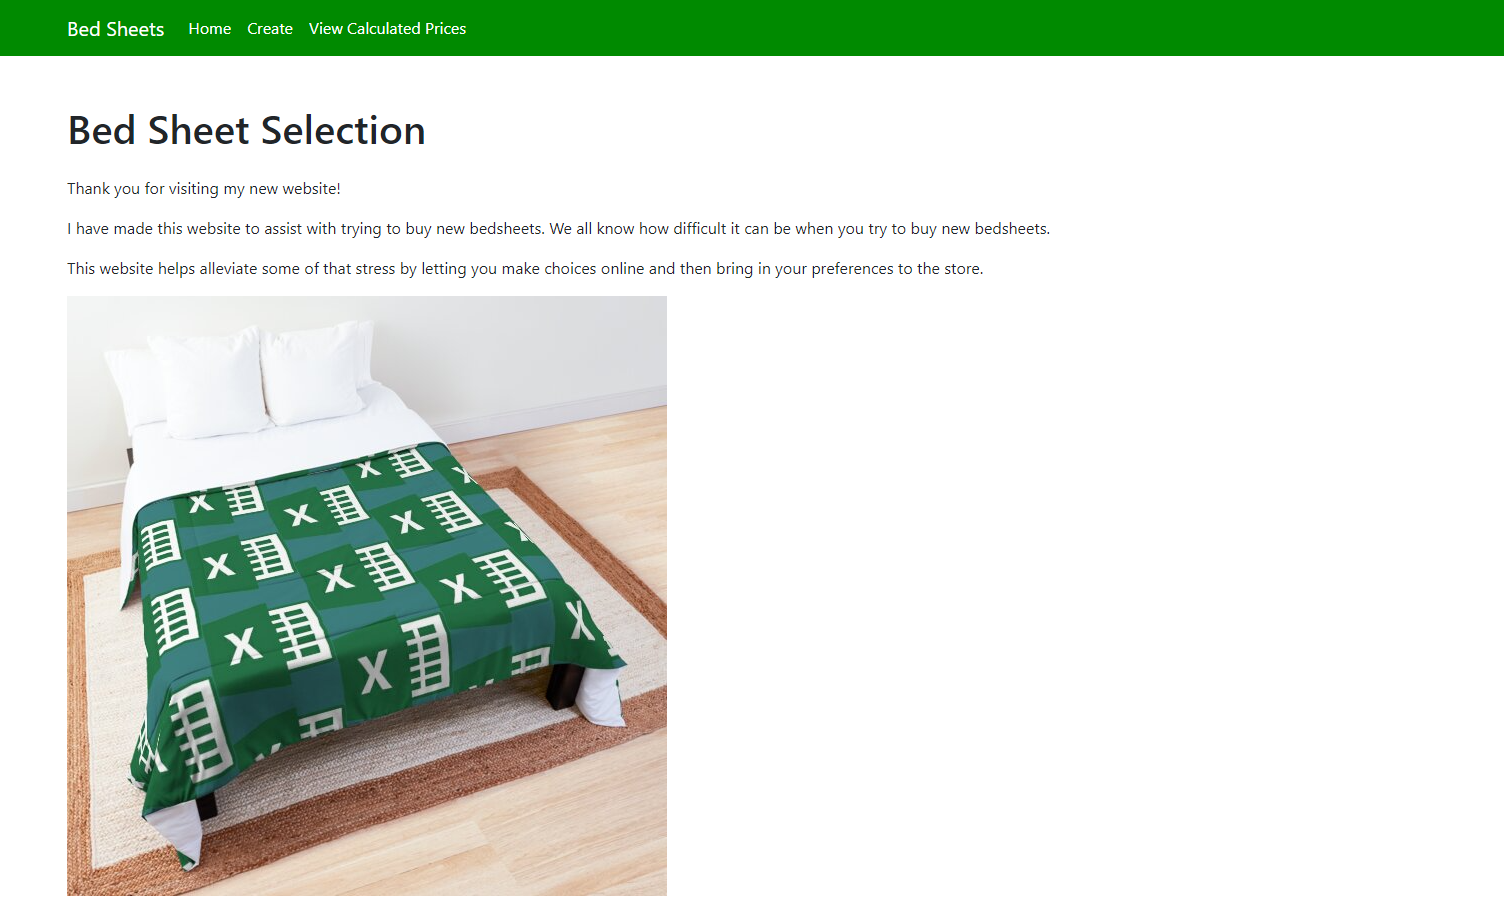 Bed Sheets Home Create View Calculated Prices
Bed Sheet Selection
Thank you for visiting my new website!
I have made this website to assist with trying to buy new bedsheets. We all know how difficult it can be when you try to buy new bedsheets.
This website helps alleviate some of that stress by letting you make choices online and then bring in your preferences to the store.
X
X X X
X X X
X X X
X